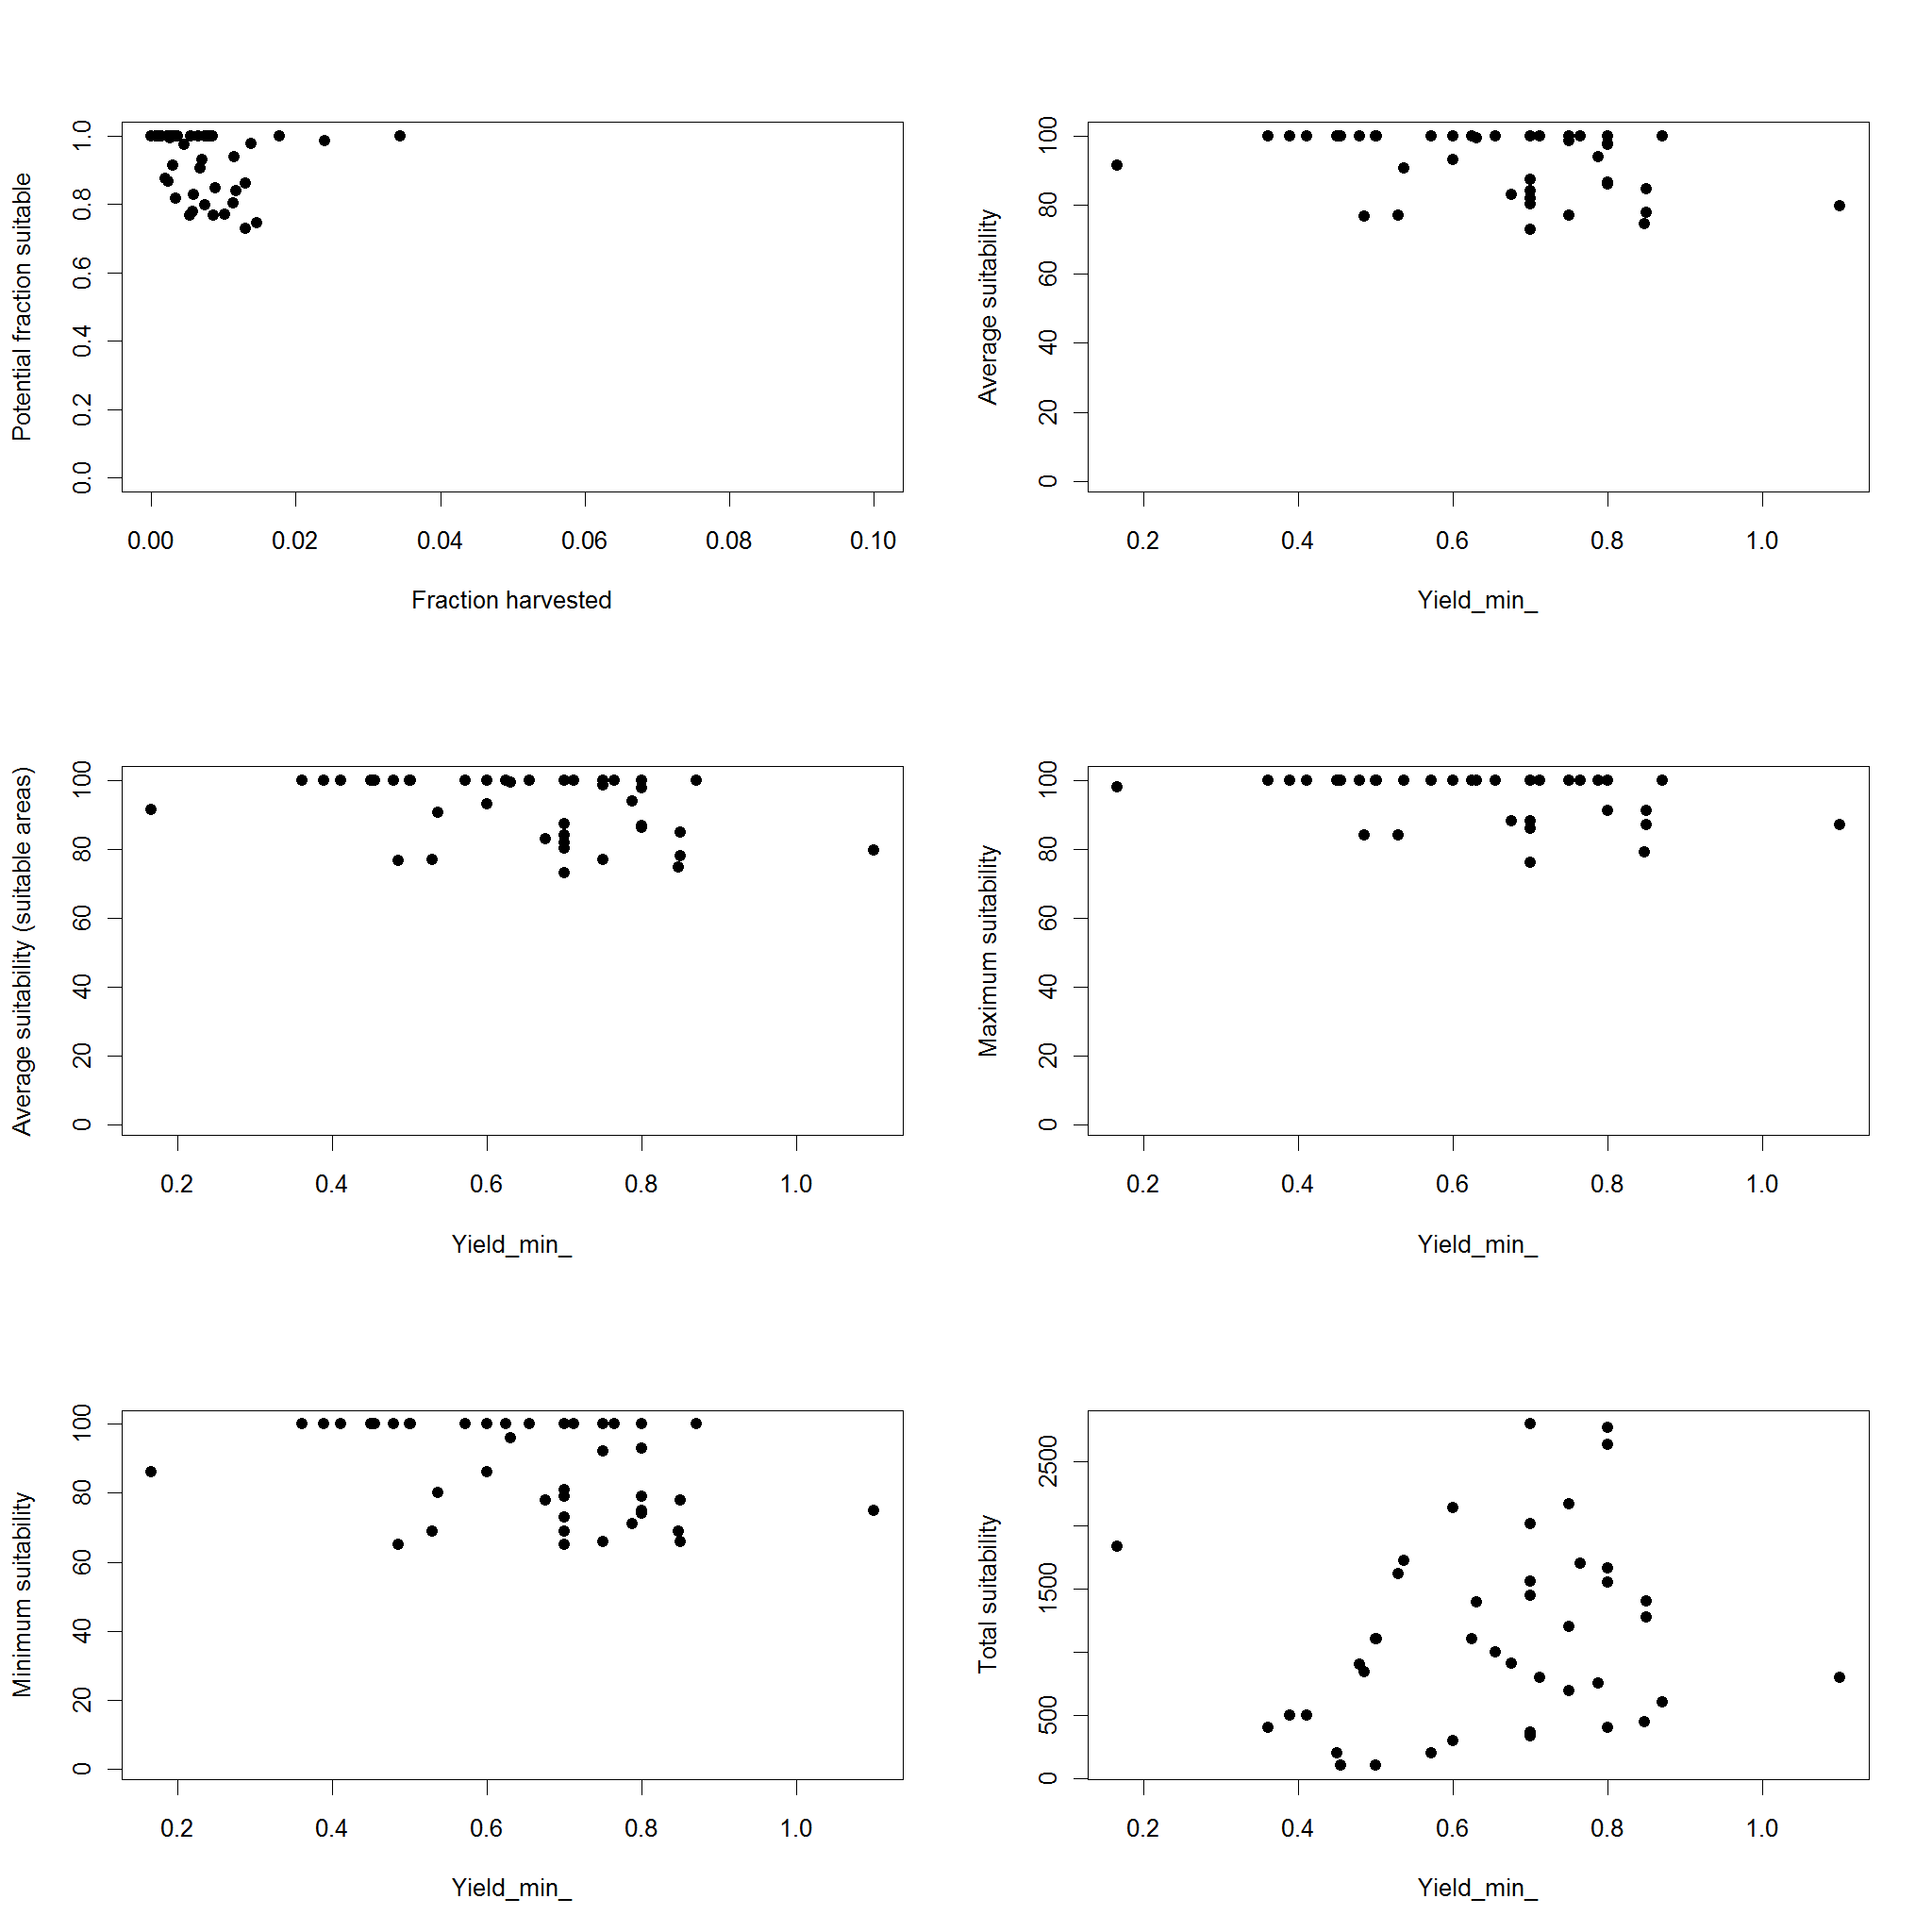 Potential fraction suitable
1.0
0.8
0.6
0.4
0.2
0.0
0.00 0.02 0.04 0.06 0.08 0.10
Fraction harvested
Average suitability
100
80
60
40
20
0
0.2 0.4 0.6 0.8 1.0
Yield_min_
Average suitability (suitable areas)
100
80
60
40
20
0
0.2 0.4 0.6 0.8 1.0
Yield_min_
Maximum suitability
100
80
60
40
20
0
0.2 0.4 0.6 0.8 1.0
Yield_min_
Minimum suitability
100
80
60
40
20
0
0.2 0.4 0.6 0.8 1.0
Yield_min_
Total suitability
2500
1500
500
0
0.2 0.4 0.6 0.8 1.0
Yield_min_